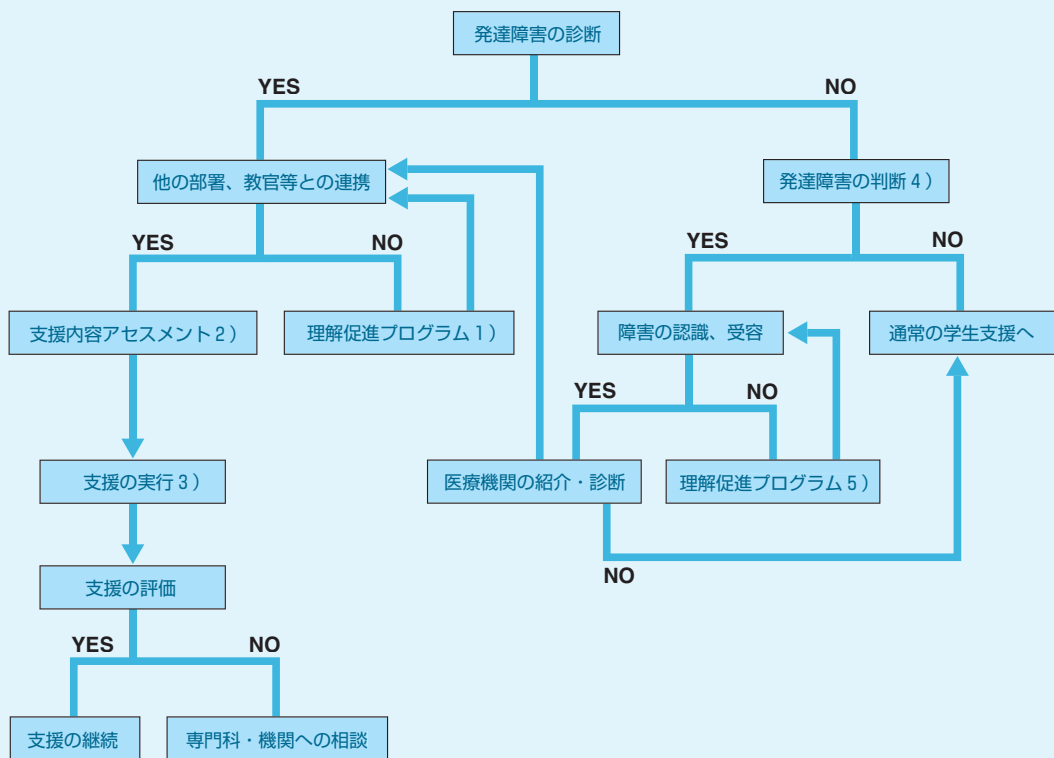 発達障害の診断
YES
NO
他の部署、教官等との連携
発達障害の判断4）
YES
NO
YES
NO
支援内容アセスメント2）
理解促進プログラム1）
障害の認識、受容
通常の学生支援へ
YES
NO
支援の実行3）
医療機関の紹介・診断
理解促進プログラム5）
NO
支援の評価
YES
NO
支援の継続
専門科・機関への相談